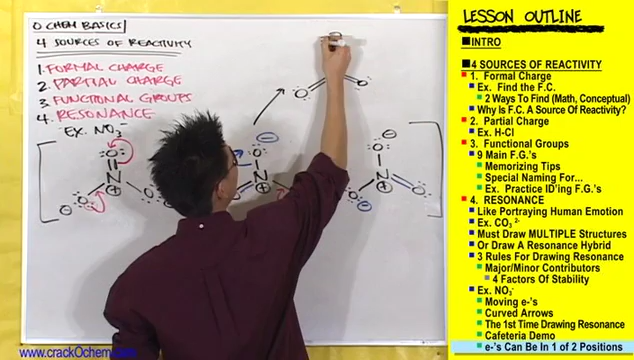 O CHEM BASICS
4 SOURCES OF REACTIVITY
1. FORMAL CHARGE
2. PARTIAL CHARGE
3 FUNCTIONAL GROUPS
4. RESONANCE
EX. NO3-
O
N
O
O
O
N
O
N
O
O
O
O
www.crackOchem.com
LESSON OUTLINE
INTRO
4 SOURCES OF REACTIVITY
1. Formal Charge
Ex. Find the F.C.
2 Ways To Find (Math, Conceptual)
Why Is F.C. A Source Of Reactivity?
2. Partial Charge
Ex. H-Cl
3. Functional Groups
9 Main F.G.'s
Memorizing Tips
Special Naming For...
Ex. Practice ID'ing F.G.'s
4. RESONANCE
Like Portraying Human Emotion
Ex. CO3 2-
Must Draw MULTIPLE Structures
Or Draw A Resonance Hybrid
3 Rules For Drawing Resonance
Major/Minor Contributors
4 Factors Of Stability
Ex. NO3-
Moving e-'s
Curved Arrows
The 1st Time Drawing Resonance
Cafeteria Demo
e-'s Can Be In 1 of 2 Positions